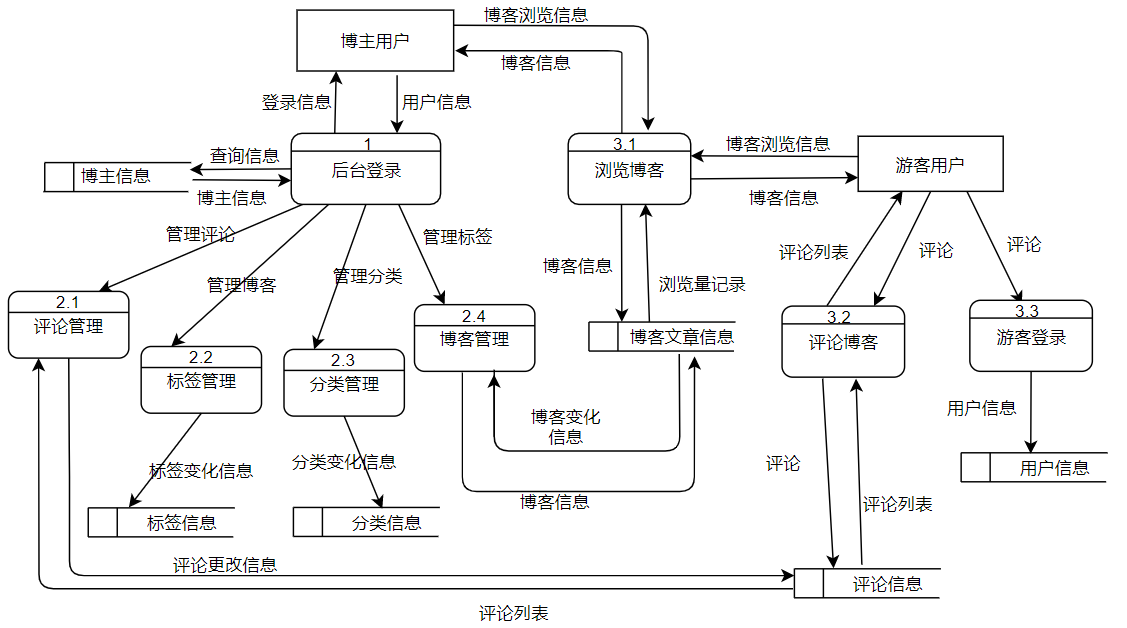 博客浏览信息
博主用户
博客信息
登录信息
用户信息
1
后台登录
3.1
浏览博客
博客浏览信息
游客用户
博客信息
查询信息
博主信息
博主信息
管理评论
管理博客
管理分类
管理标签
博客信息
浏览量记录
评论列表
评论
评论
2.1
评论管理
2.2
标签管理
2.3
分类管理
2.4
博客管理
博客文章信息
3.2
评论博客
3.3
游客登录
博客变化
信息
用户信息
标签变化信息
分类变化信息
评论
用户信息
博客信息
评论列表
标签信息
分类信息
评论更改信息
评论信息
评论列表